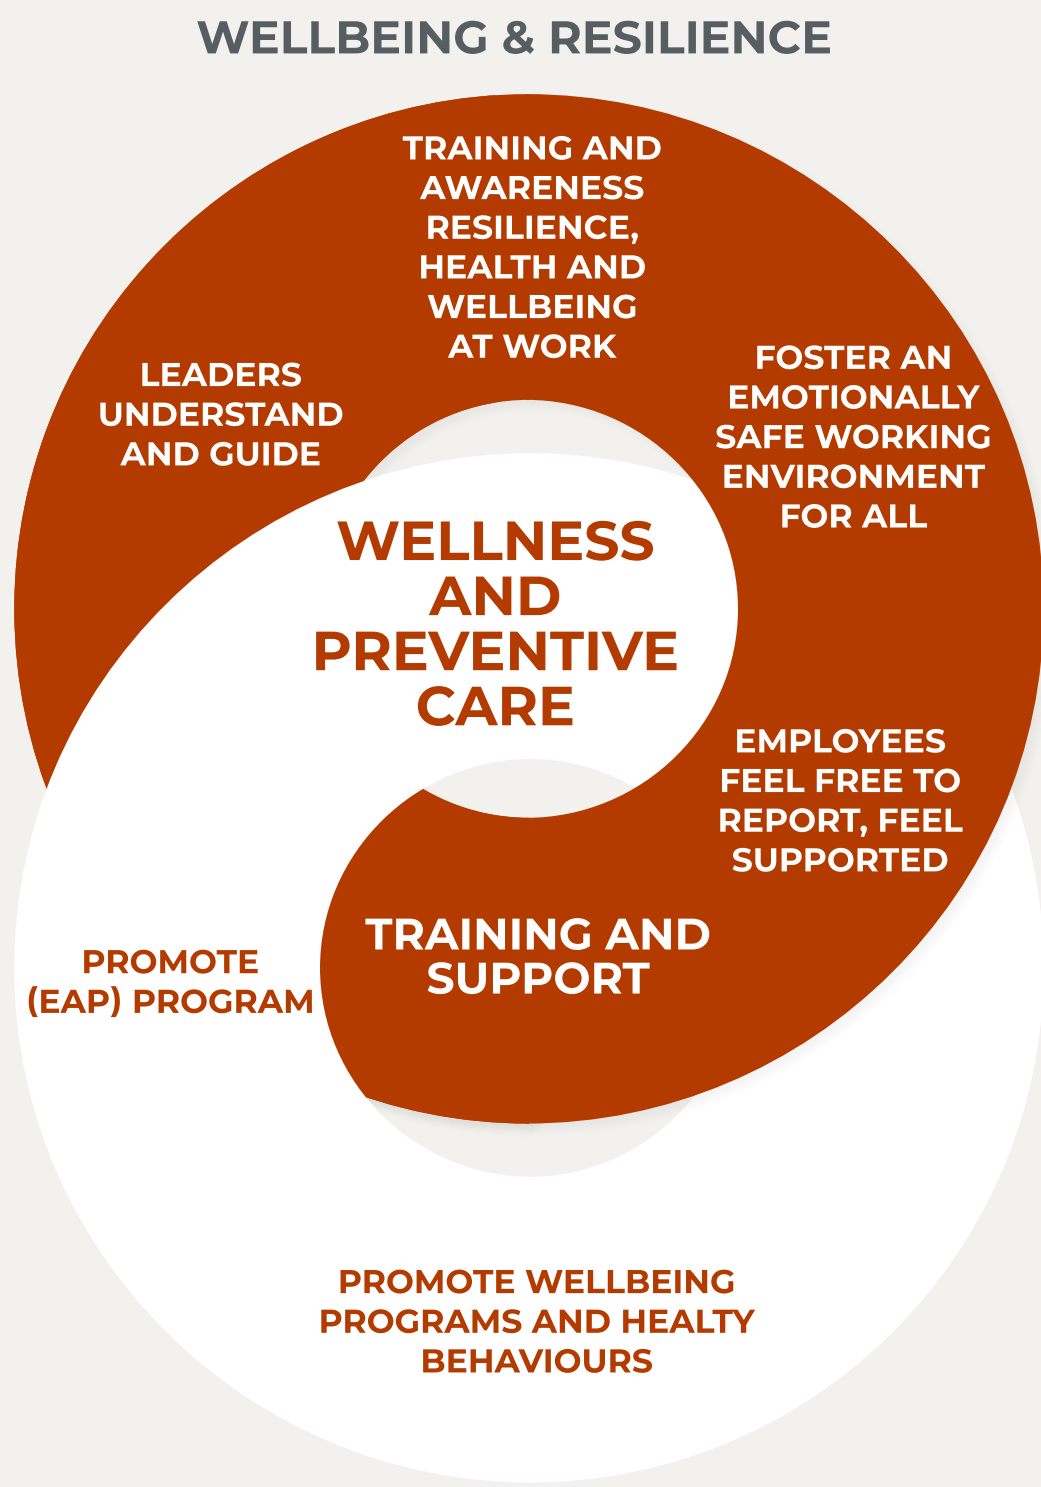 WELLBEING & RESILIENCE
TRAINING AND
AWARENESS
RESILIENCE,
HEALTH AND
WELLBEING
AT WORK
LEADERS
UNDERSTAND
AND GUIDE
FOSTER AN
EMOTIONALLY
SAFE WORKING
ENVIRONMENT
FOR ALL
WELLNESS
AND
PREVENTIVE
CARE
EMPLOYEES
FEEL FREE TO
REPORT, FEEL
SUPPORTED
TRAINING AND
SUPPORT
PROMOTE
(EAP) PROGRAM
PROMOTE WELLBEING
PROGRAMS AND HEALTY
BEHAVIOURS